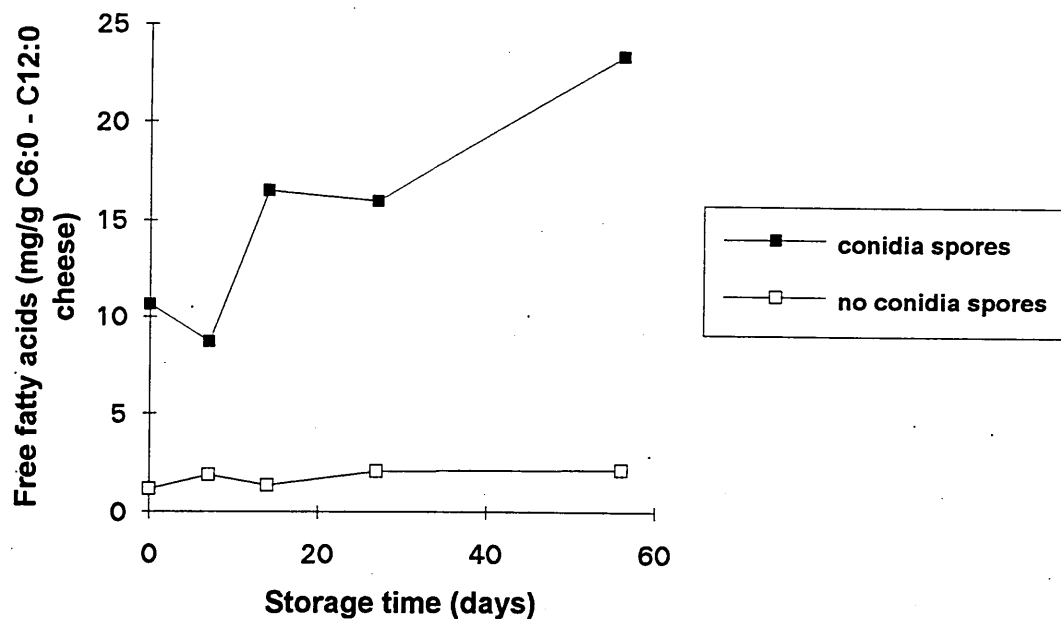 Free fatty acids (mg/g C6:0 - C12:0
cheese)
25
20
15
10
5
0
0 20 40 60
Storage time (days)
conidia spores
no conidia spores